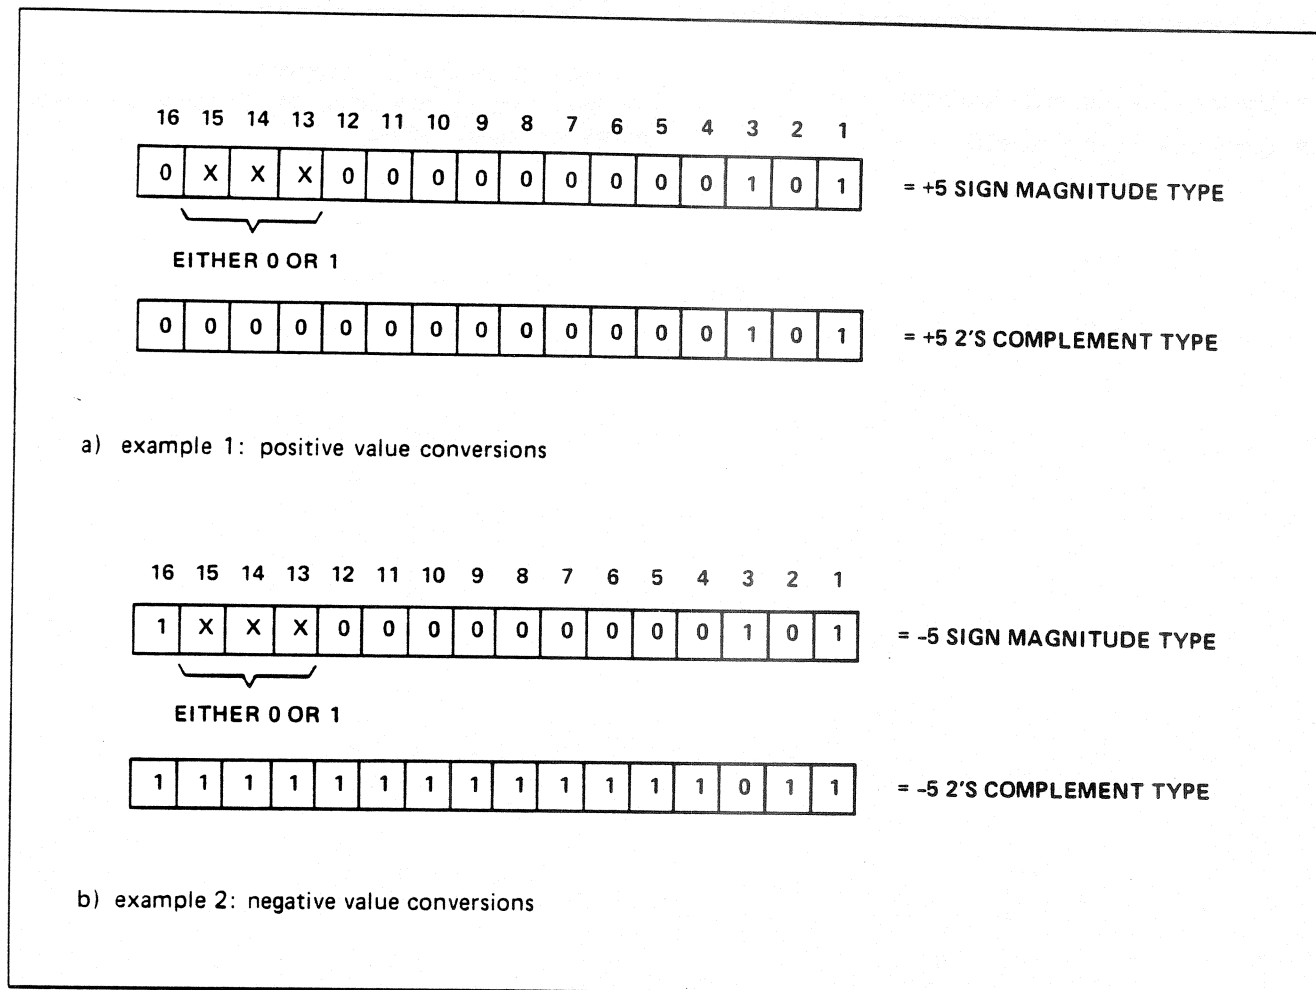 16 15 14 13 12 11 10 9 8 7 6 5 4 3 2 1
0 X X X 0 0 0 0 0 0 0 0 0 1 0 1 = +5 SIGN MAGNITUDE TYPE
EITHER 0 OR 1
0 0 0 0 0 0 0 0 0 0 0 0 0 1 0 1 = +5 2'S COMPLEMENT TYPE
a) example 1: positive value conversions
16 15 14 13 12 11 10 9 8 7 6 5 4 3 2 1
1 X X X 0 0 0 0 0 0 0 0 0 1 0 1 = -5 SIGN MAGNITUDE TYPE
EITHER 0 OR 1
1 1 1 1 1 1 1 1 1 1 1 1 1 0 1 1 = -5 2'S COMPLEMENT TYPE
b) example 2: negative value conversions